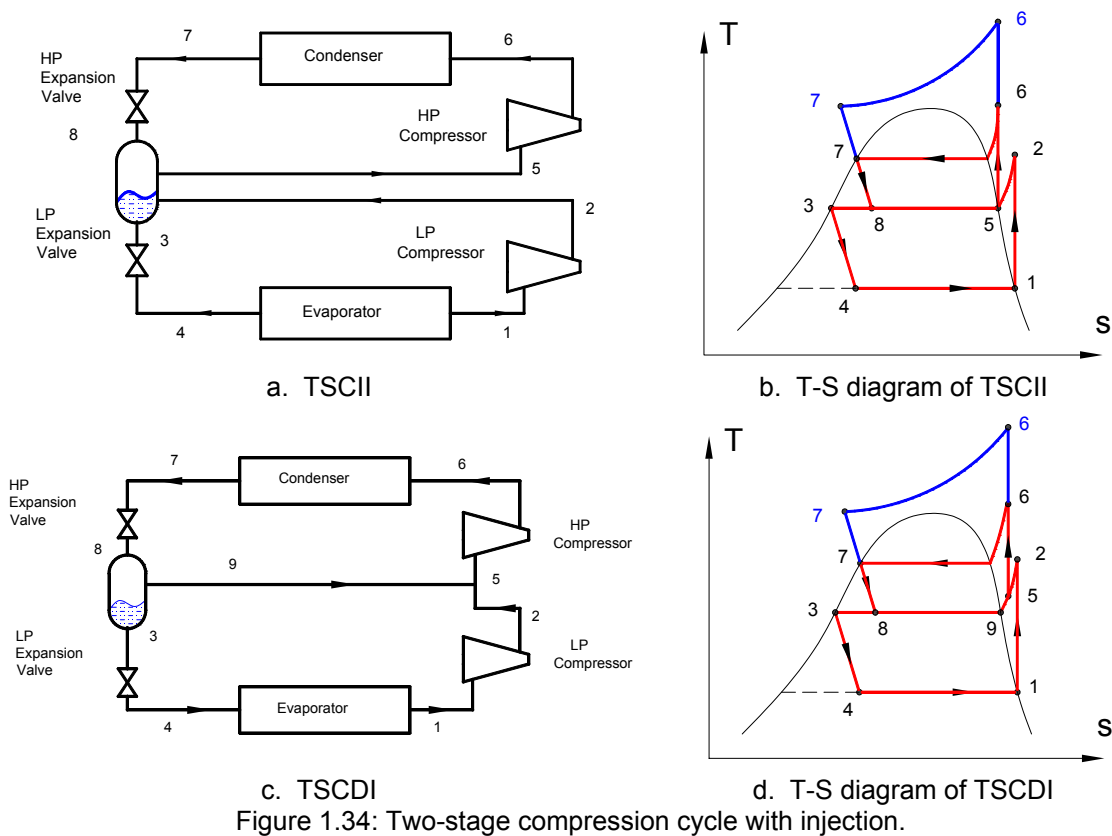 7
Condenser
6
HP
Expansion
Valve
8
HP
Compressor
5
2
LP
Expansion
Valve
3
LP
Compressor
Evaporator
4
1
a. TSCII
T
6
7
6
2
7
3
8
5
4
1
s
b. T-S diagram of TSCII
7
Condenser
6
HP
Expansion
Valve
8
9
HP
Compressor
5
3
2
LP
Expansion
Valve
LP
Compressor
Evaporator
4
1
c. TSCDI
T
6
7
6
2
7
5
3
8
9
4
1
s
d. T-S diagram of TSCDI
Figure 1.34: Two-stage compression cycle with injection.